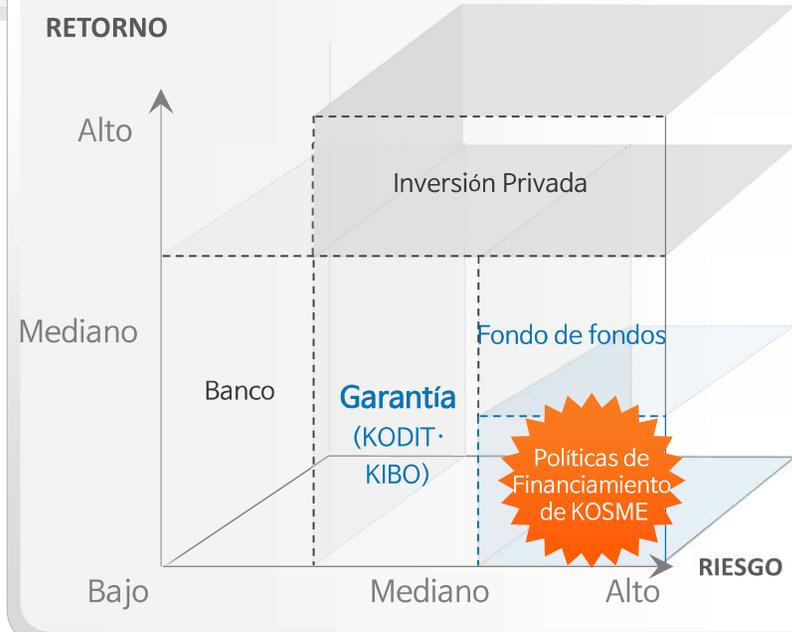 RETORNO
Alto
Inversión Privada
Mediano
Fondo de fondos
Banco
Garantía
(KODIT·
KIBO)
Políticas de
Financiamiento
de KOSME
RIESGO
Bajo
Mediano
Alto